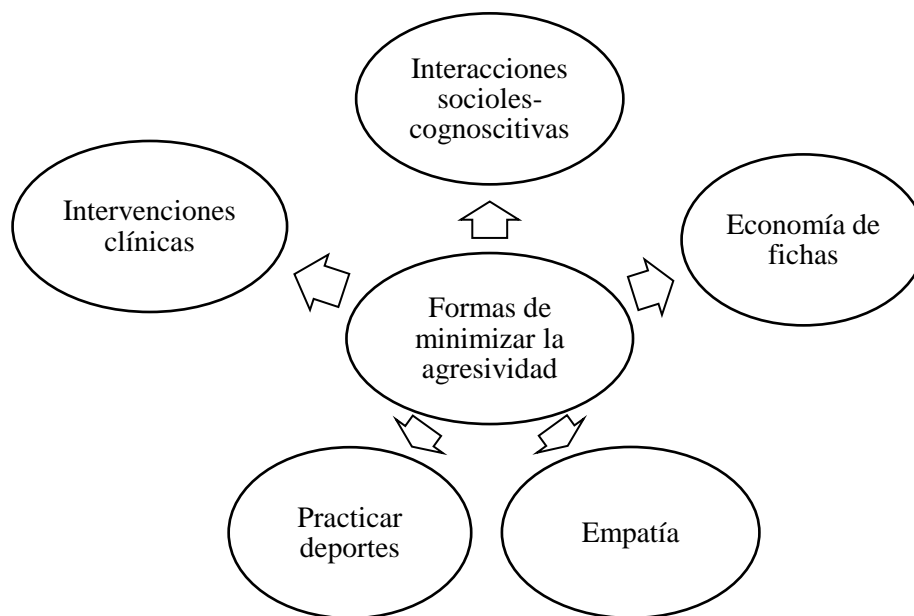 Interacciones
socioles-
cognoscitivas
Intervenciones
clínicas
Economía de
fichas
Formas de
minimizar la
agresividad
Practicar
deportes
Empatía